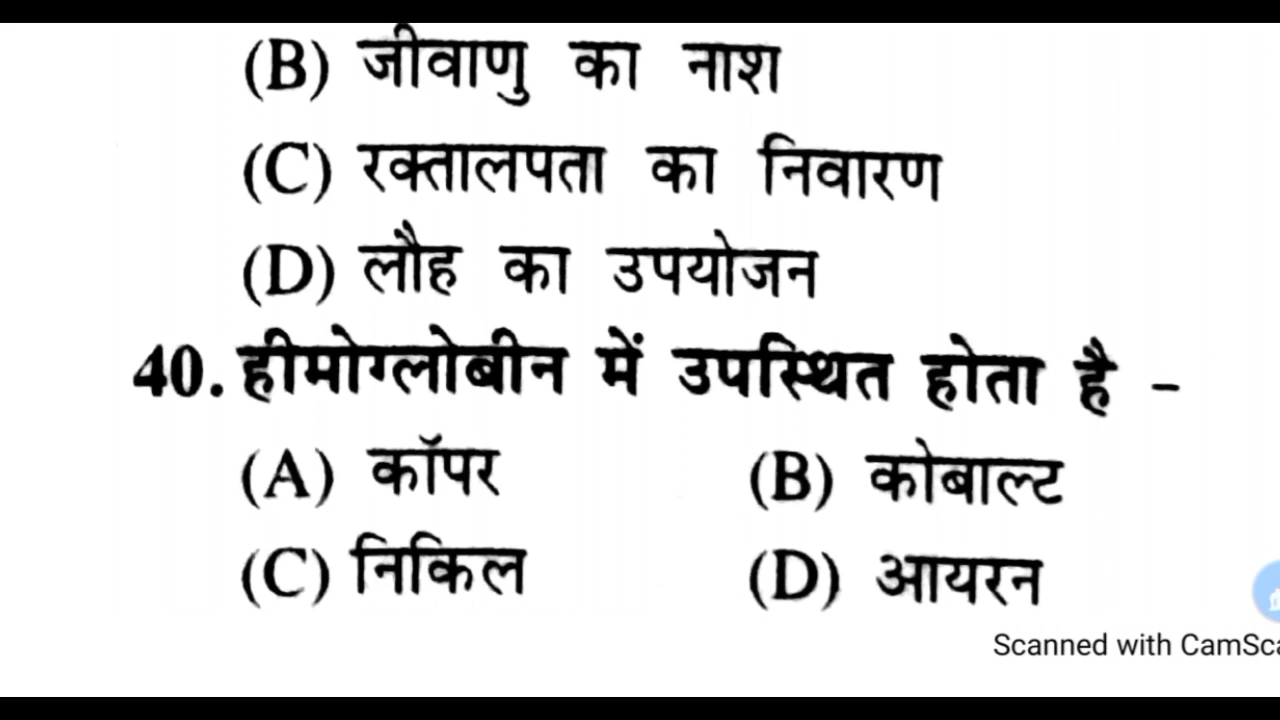 (B) जीवाणु का नाश
(C) रक्तालपता का निवारण
(D) लौह का उपयोजन
40. हीमोग्लोबीन में उपस्थित होता है -
(A) कॉपर (B) कोबाल्ट
(C) निकिल (D) आयरन
Scanned with CamSca